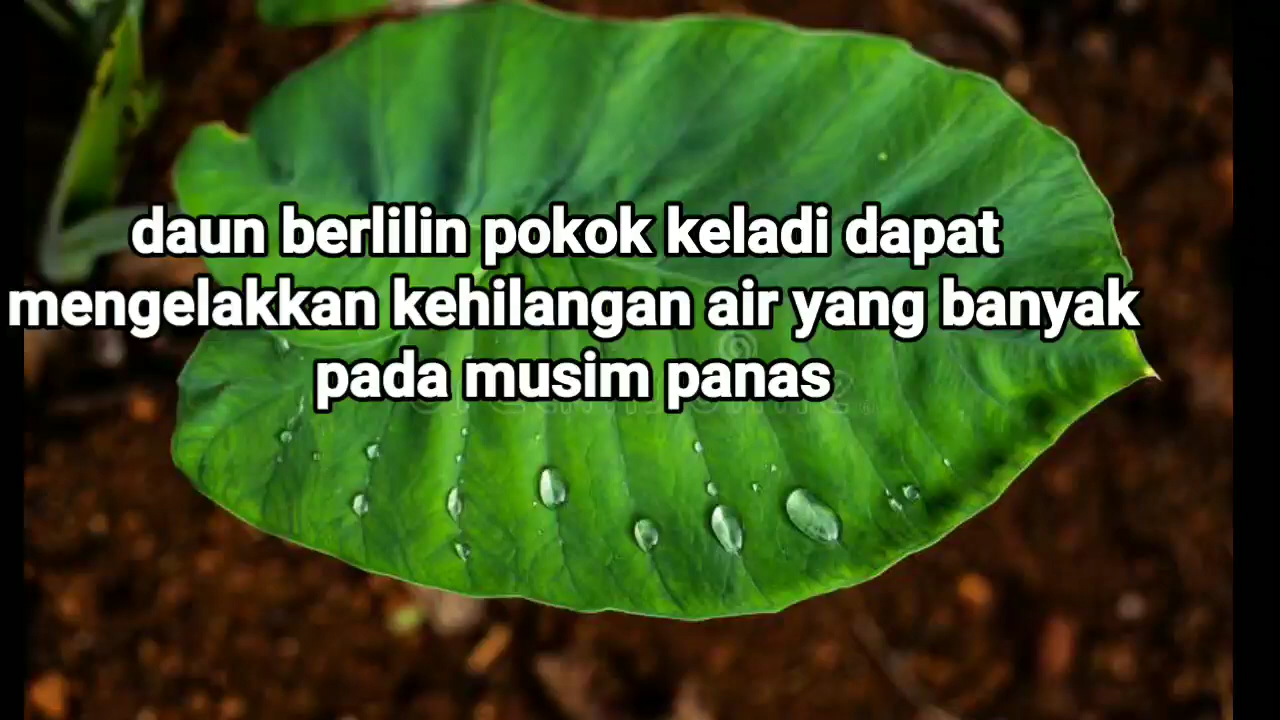 daun berlilin pokok keladi dapat
mengelakkan kehilangan air yang banyak
pada musim panas